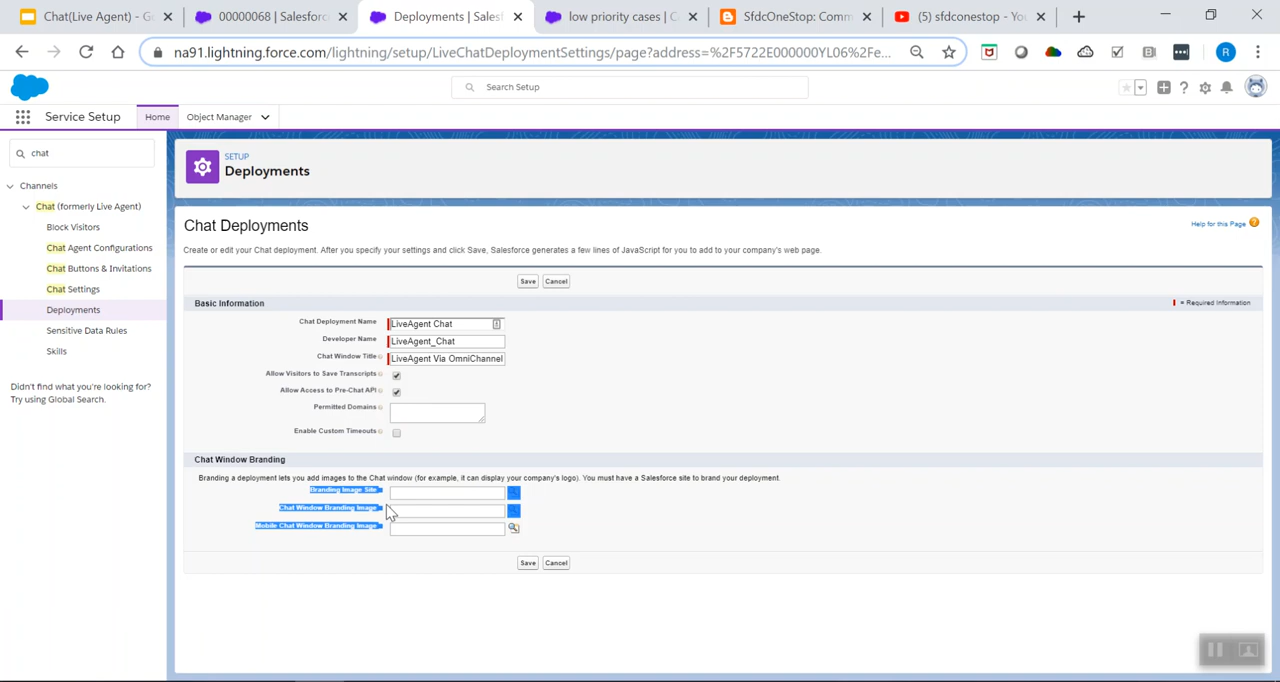 Chat(Live Agent) - G
00000068 | Salesforce
Deployments | Sales
low priority cases | C
SfdcOneStop: Comm
(5) sfdconestop - Yo
na91.lightning.force.com/lightning/setup/LiveChatDeploymentSettings/page?address=%2F5722E000000YL06%2Fe...
R
Search Setup
Service Setup
Home
Object Manager
chat
Channels
Chat (formerly Live Agent)
Block Visitors
Chat Agent Configurations
Chat Buttons & Invitations
Chat Settings
Deployments
Sensitive Data Rules
Skills
Didn't find what you're looking for?
Try using Global Search.
SETUP
Deployments
Chat Deployments
Help for this Page
Create or edit your Chat deployment. After you specify your settings and click Save, Salesforce generates a few lines of JavaScript for you to add to your company's web page.
Save Cancel
Basic Information
= Required Information
Chat Deployment Name LiveAgent Chat
Developer Name LiveAgent_Chat
Chat Window Title LiveAgent Via OmniChannel
Allow Visitors to Save Transcripts
Allow Access to Pre-Chat API
Permitted Domains
Enable Custom Timeouts
Chat Window Branding
Branding a deployment lets you add images to the Chat window (for example, it can display your company's logo). You must have a Salesforce site to brand your deployment.
Branding Image Site
Chat Window Branding Image
Mobile Chat Window Branding Image
Save Cancel